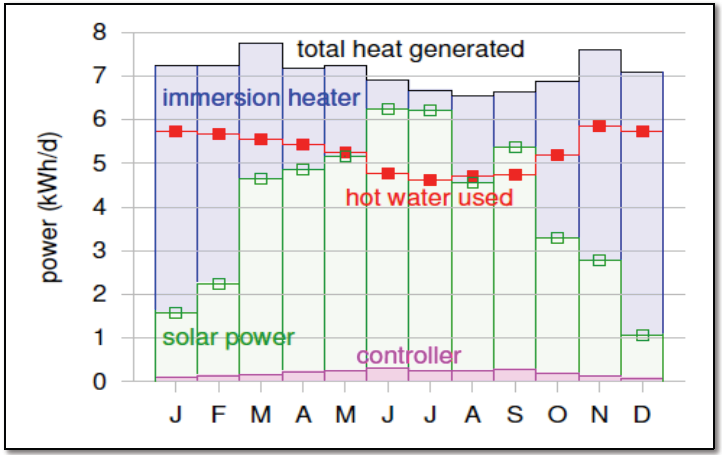 8
total heat generated
7
immersion heater
6
5
hot water used
4
3
2
solar power
1
controller
0
power (kWh/d)
J F M A M J J A S O N D